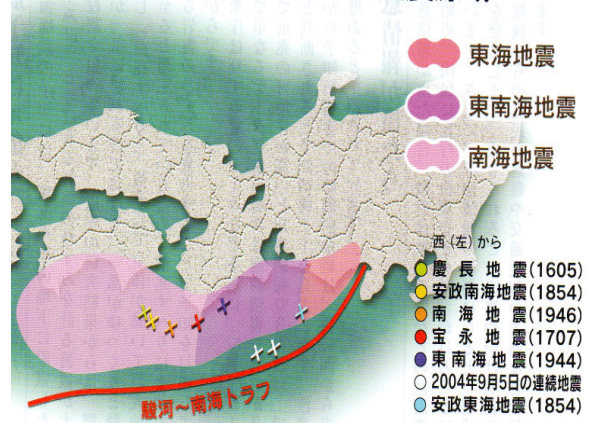 東海地震
東南海地震
南海地震
西(左)から
慶長地震(1605)
安政南海地震(1854)
南海地震(1946)
宝永地震(1707)
東南海地震(1944)
2004年9月5日の連続地震
安政東海地震(1854)
駿河～南海トラフ